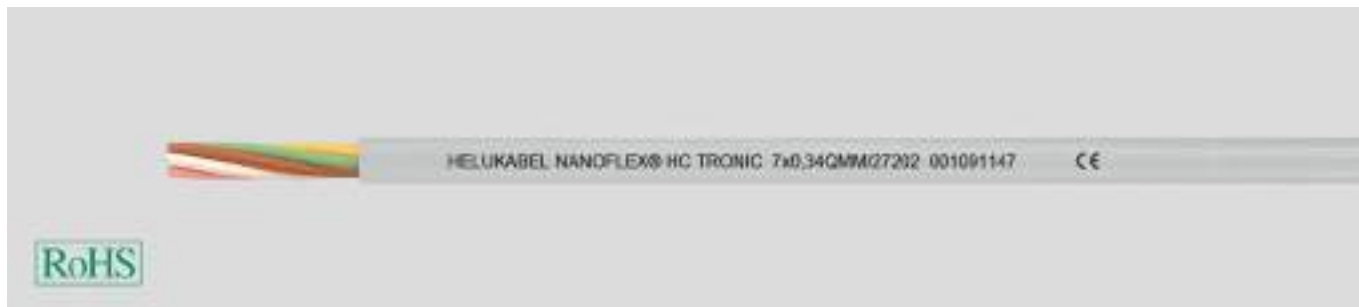 HELUKABEL NANOFLEX® HC TRONIC 7x0,34QMM/27202 001091147 CE
RoHS